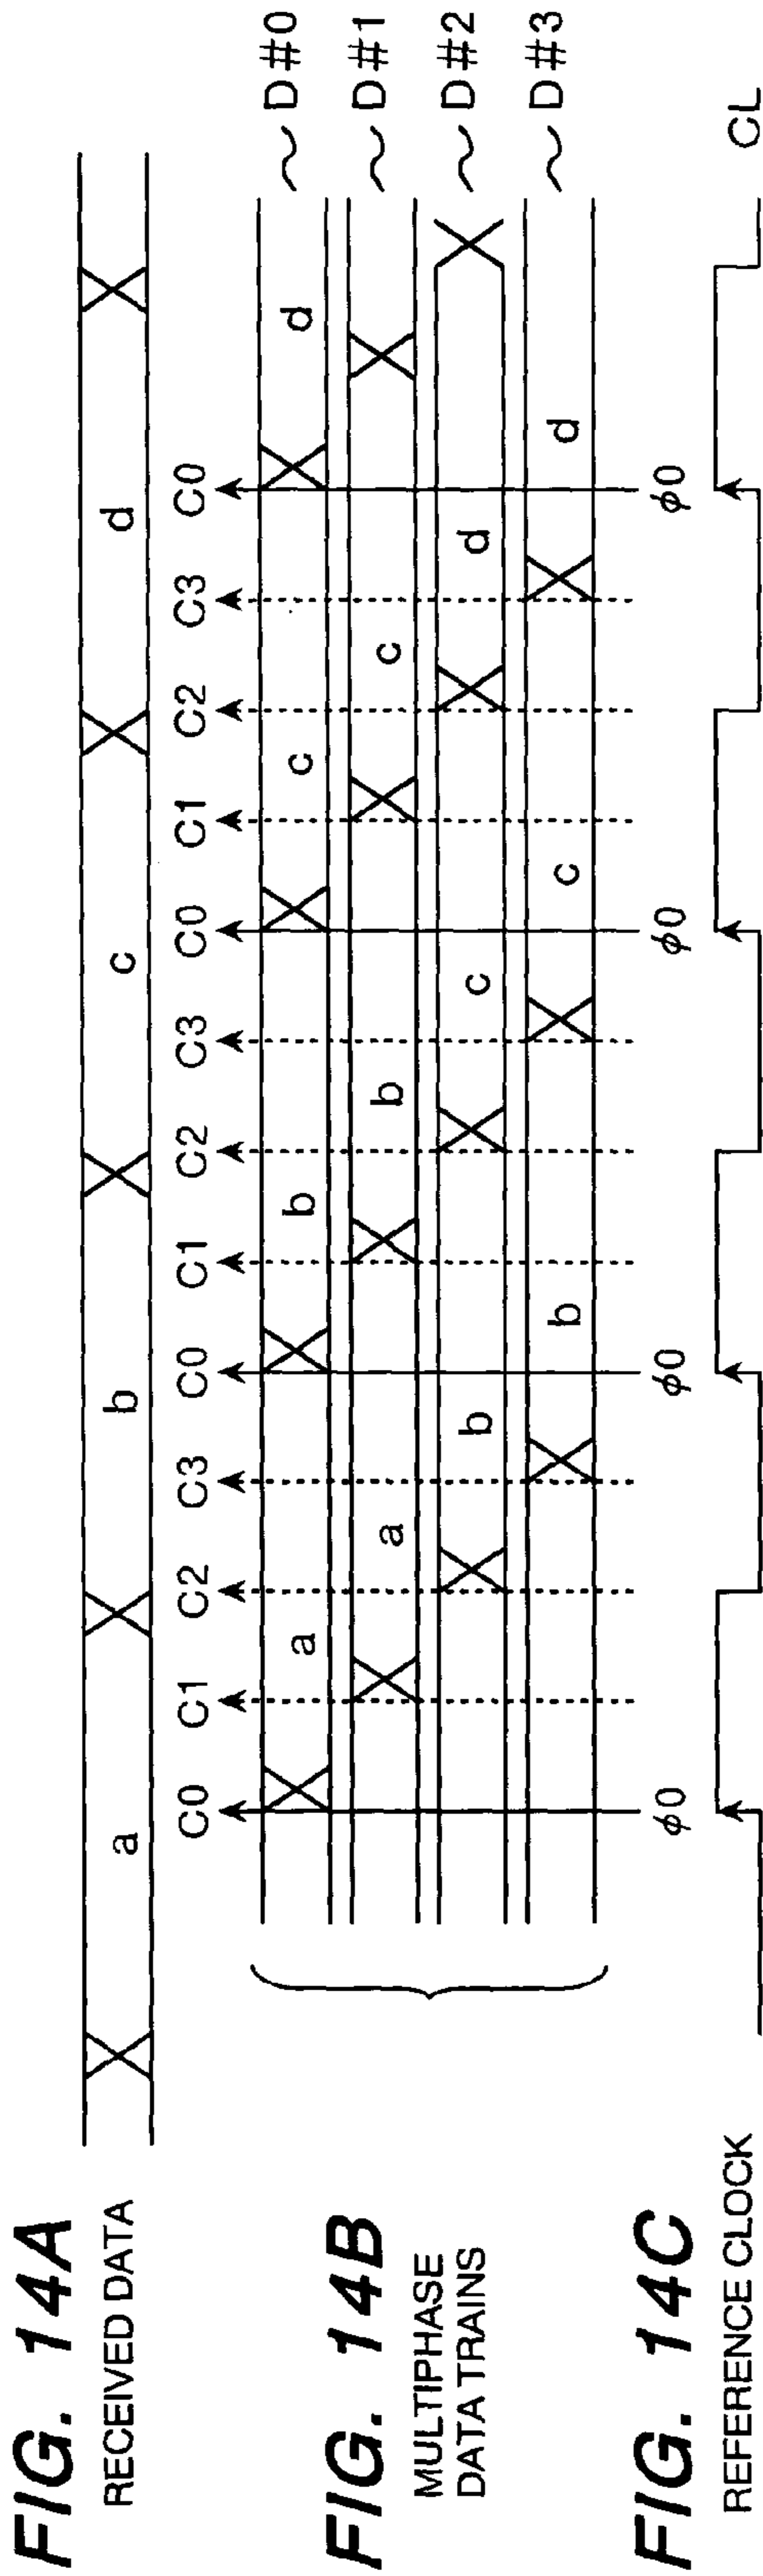 FIG. 14A
RECEIVED DATA
a b c d
C0 C1 C2 C3 C0 C1 C2 C3 C0 C1 C2 C3 C0
FIG. 14B
MULTIPHASE
DATA TRAINS
a b c d ~ D#0
a b c ~ D#1
b c d ~ D#2
b c d ~ D#3
ϕ0 ϕ0 ϕ0 ϕ0
FIG. 14C
REFERENCE CLOCK
CL